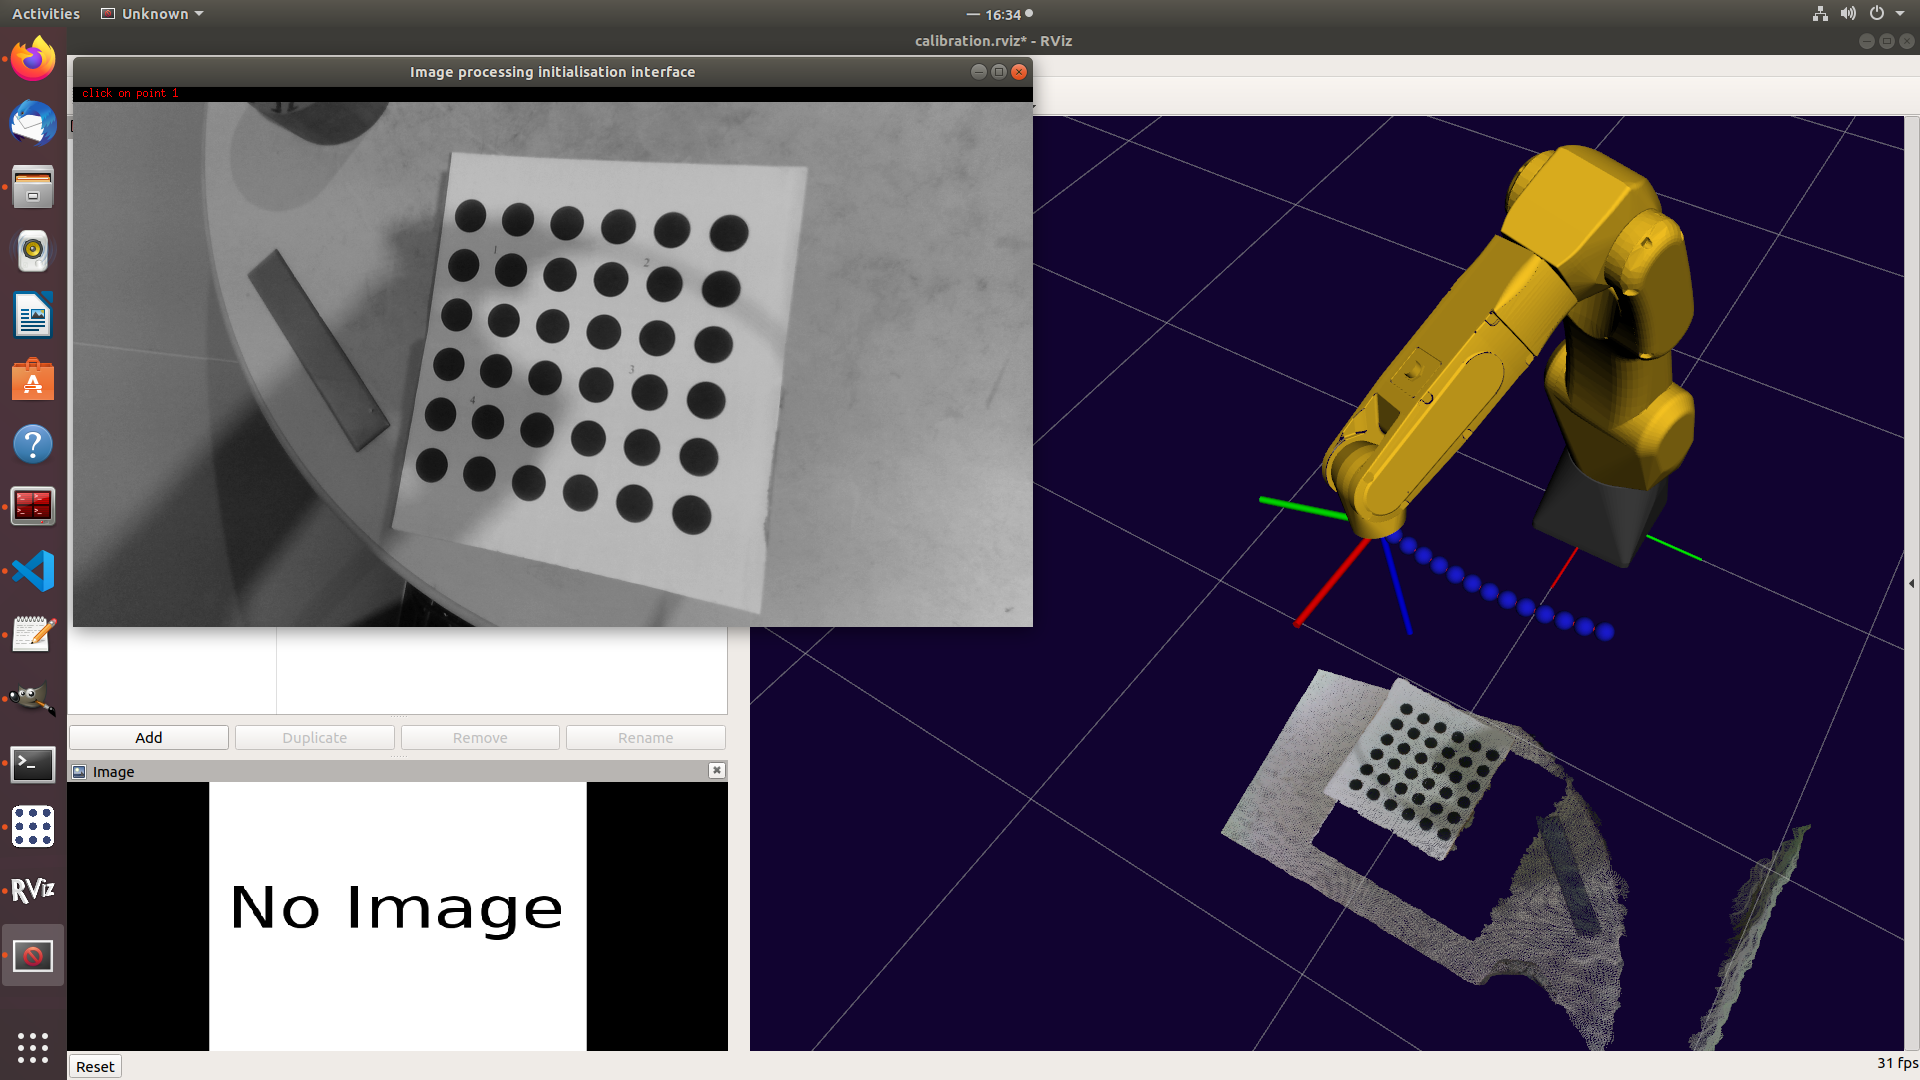 Activities
Unknown
16:34
calibration.rviz* - RViz
Image processing initialisation interface
click on point 1
1
2
3
4
Add
Duplicate
Remove
Rename
Image
No Image
RViz
Reset
31 fps